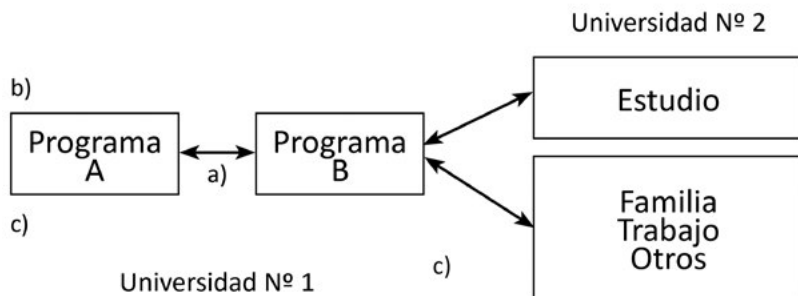 Universidad Nº 2
b)
Estudio
Programa
A
a)
Programa
B
Familia
Trabajo
Otros
c)
c)
Universidad Nº 1